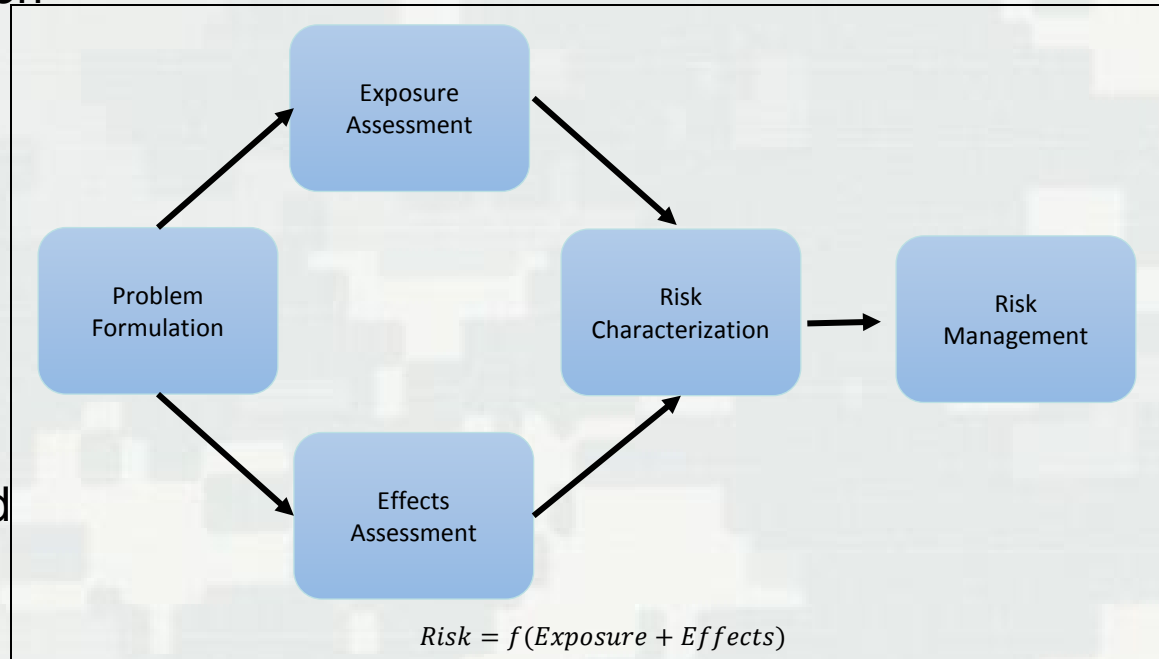 Exposure
Assessment
Problem
Formulation
Risk
Characterization
Risk
Management
Effects
Assessment
Risk = f(Exposure + Effects)